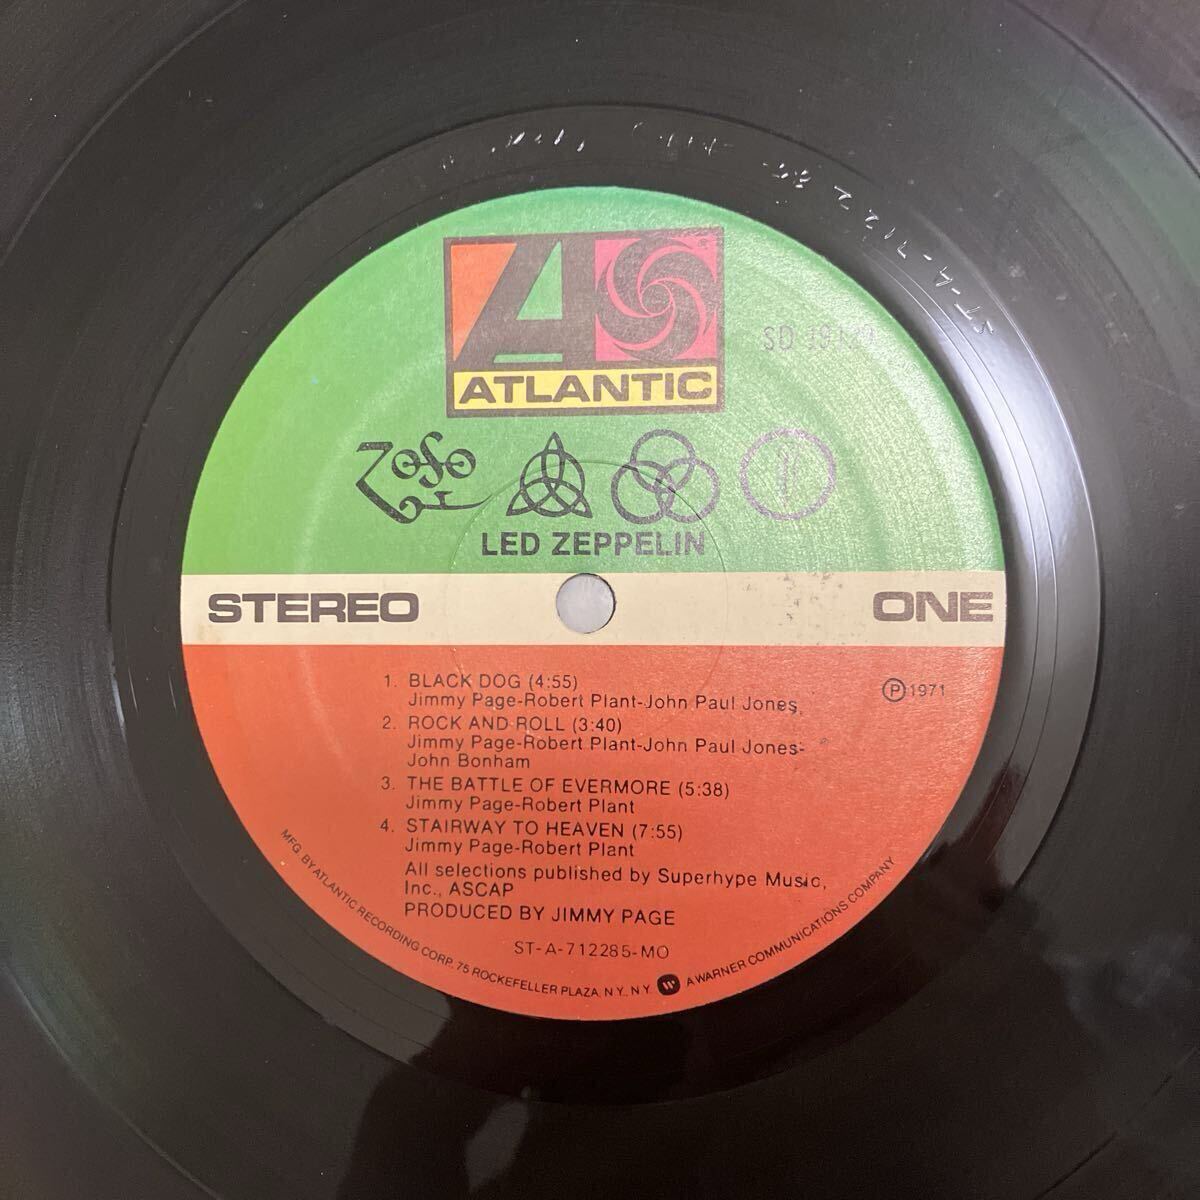 ATLANTIC
®
SD
LED ZEPPELIN
STEREO
ONE
1. BLACK DOG (4:55)
Jimmy Page-Robert Plant-John Paul Jones
℗ 1971
2. ROCK AND ROLL (3:40)
Jimmy Page-Robert Plant-John Paul Jones-
John Bonham
3. THE BATTLE OF EVERMORE (5:38)
Jimmy Page-Robert Plant
4. STAIRWAY TO HEAVEN (7:55)
Jimmy Page-Robert Plant
All selections published by Superhype Music,
Inc., ASCAP
PRODUCED BY JIMMY PAGE
ST-A-712285-MO
MFG. BY ATLANTIC RECORDING CORP. 75 ROCKEFELLER PLAZA, N.Y., N.Y. A WARNER COMMUNICATIONS COMPANY